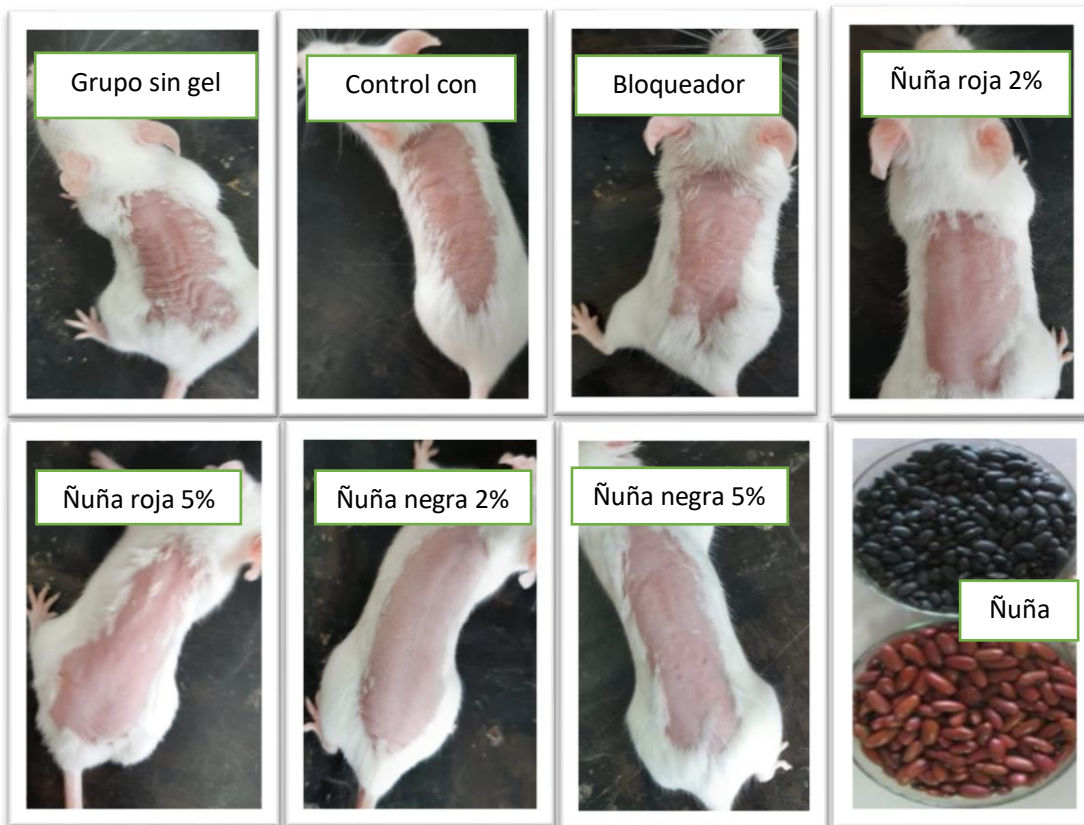 Grupo sin gel
Control con
Bloqueador
Ñuña roja 2%
Ñuña roja 5%
Ñuña negra 2%
Ñuña negra 5%
Ñuña